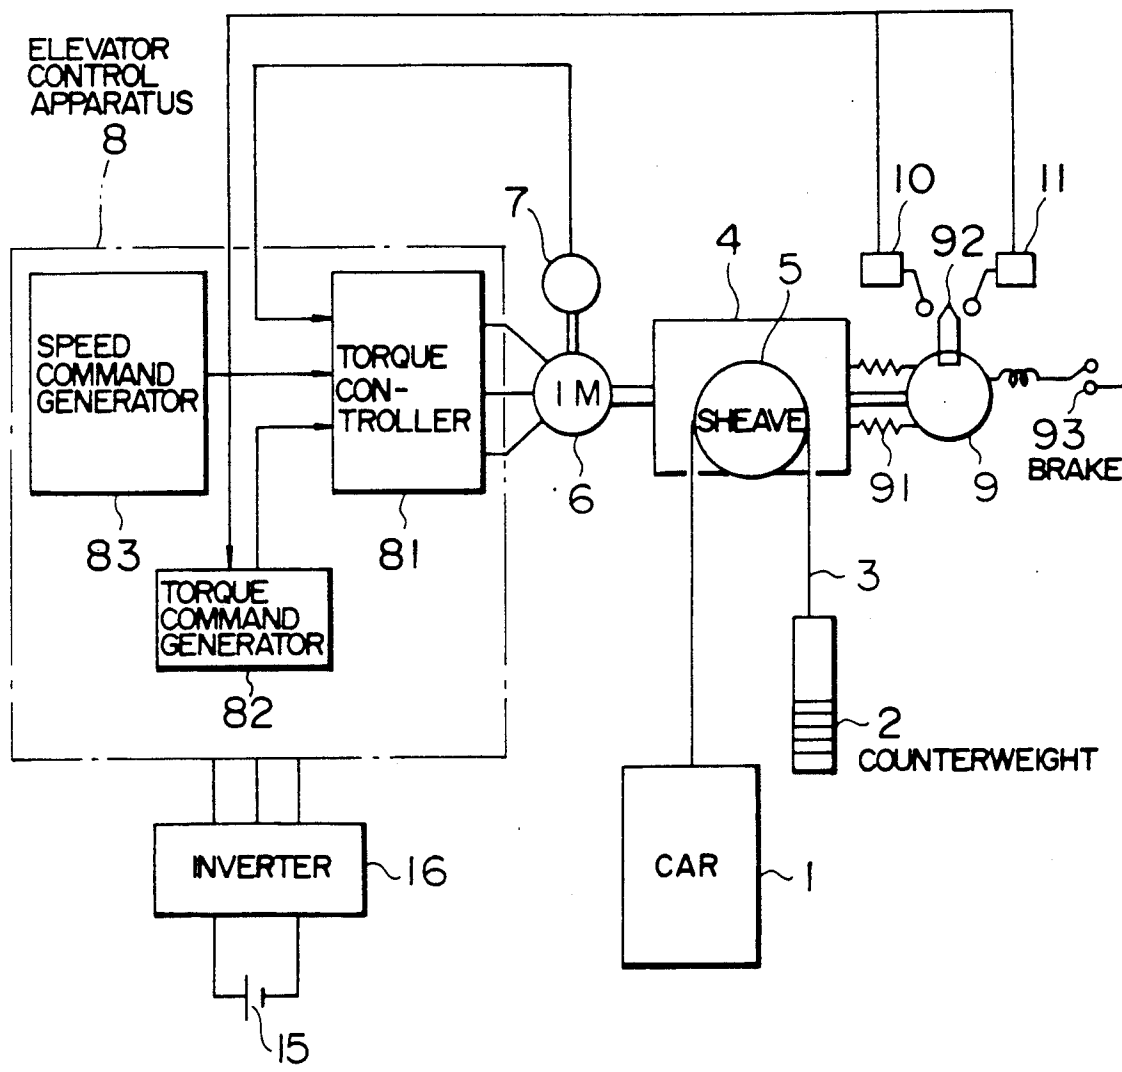 ELEVATOR
CONTROL
APPARATUS
8
10
11
7
92
4
5
SPEED
COMMAND
GENERATOR
TORQUE
CON-
TROLLER
I M
SHEAVE
93
BRAKE
6
91
9
83
81
3
TORQUE
COMMAND
GENERATOR
82
2
COUNTERWEIGHT
INVERTER
16
CAR
1
15